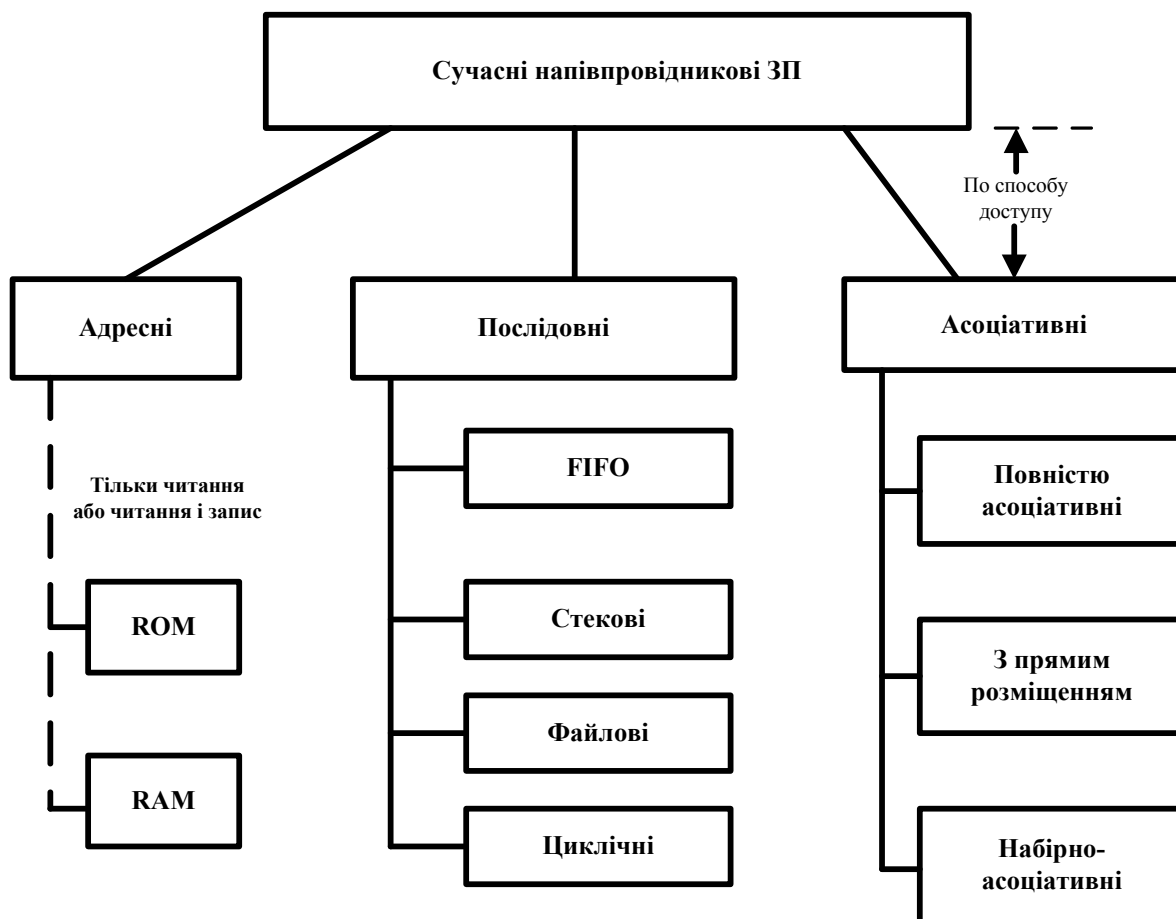 Сучасні напівпровідникові ЗП
По способу
доступу
Адресні
Послідовні
Асоціативні
Тільки читання
або читання і запис
ROM
RAM
FIFO
Стекові
Файлові
Циклічні
Повністю
асоціативні
З прямим
розміщенням
Набірно-
асоціативні